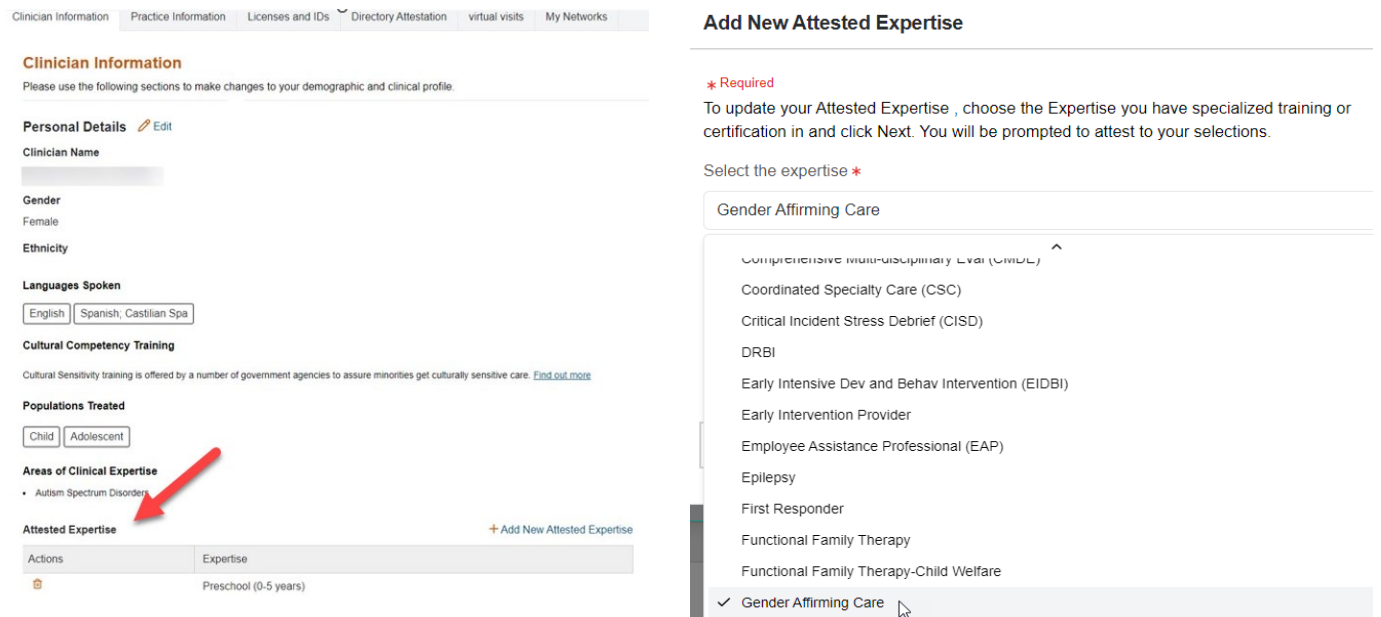 Clinician Information
Practice Information
Licenses and IDs
Directory Attestation
virtual visits
My Networks
Clinician Information
Please use the following sections to make changes to your demographic and clinical profile.
Personal Details Edit
Clinician Name
Gender
Female
Ethnicity
Languages Spoken
English Spanish; Castilian Spa
Cultural Competency Training
Cultural Sensitivity training is offered by a number of government agencies to assure minorities get culturally sensitive care. Find out more
Populations Treated
Child Adolescent
Areas of Clinical Expertise
• Autism Spectrum Disorders
Attested Expertise + Add New Attested Expertise
Actions Expertise
Preschool (0-5 years)
Add New Attested Expertise
* Required
To update your Attested Expertise , choose the Expertise you have specialized training or
certification in and click Next. You will be prompted to attest to your selections.
Select the expertise *
Gender Affirming Care
Comprehensive Multi-disciplinary Eval (CMDE)
Coordinated Specialty Care (CSC)
Critical Incident Stress Debrief (CISD)
DRBI
Early Intensive Dev and Behav Intervention (EIDBI)
Early Intervention Provider
Employee Assistance Professional (EAP)
Epilepsy
First Responder
Functional Family Therapy
Functional Family Therapy-Child Welfare
✓ Gender Affirming Care